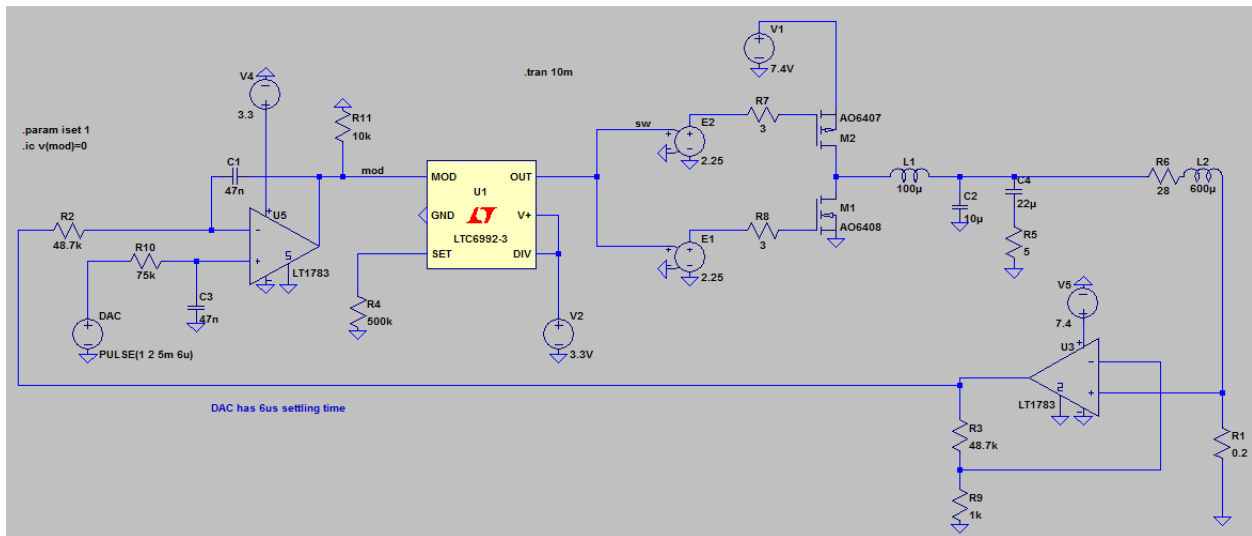 V1
7.4V
.tran 10m
V4
3.3
.param iset 1
.ic v(mod)=0
R11
10k
C1
47n
mod
R2
48.7k
R10
75k
U5
LT1783
C3
47n
DAC
PULSE(1 2 5m 6u)
DAC has 6us settling time
MOD
OUT
U1
GND
V+
LTC6992-3
SET
DIV
R4
500k
V2
3.3V
sw
E2
2.25
E1
2.25
R7
3
R8
3
AO6407
M2
M1
AO6408
L1
100µ
C2
10µ
C4
22µ
R5
5
R6
28
L2
600µ
V5
7.4
U3
LT1783
R3
48.7k
R9
1k
R1
0.2